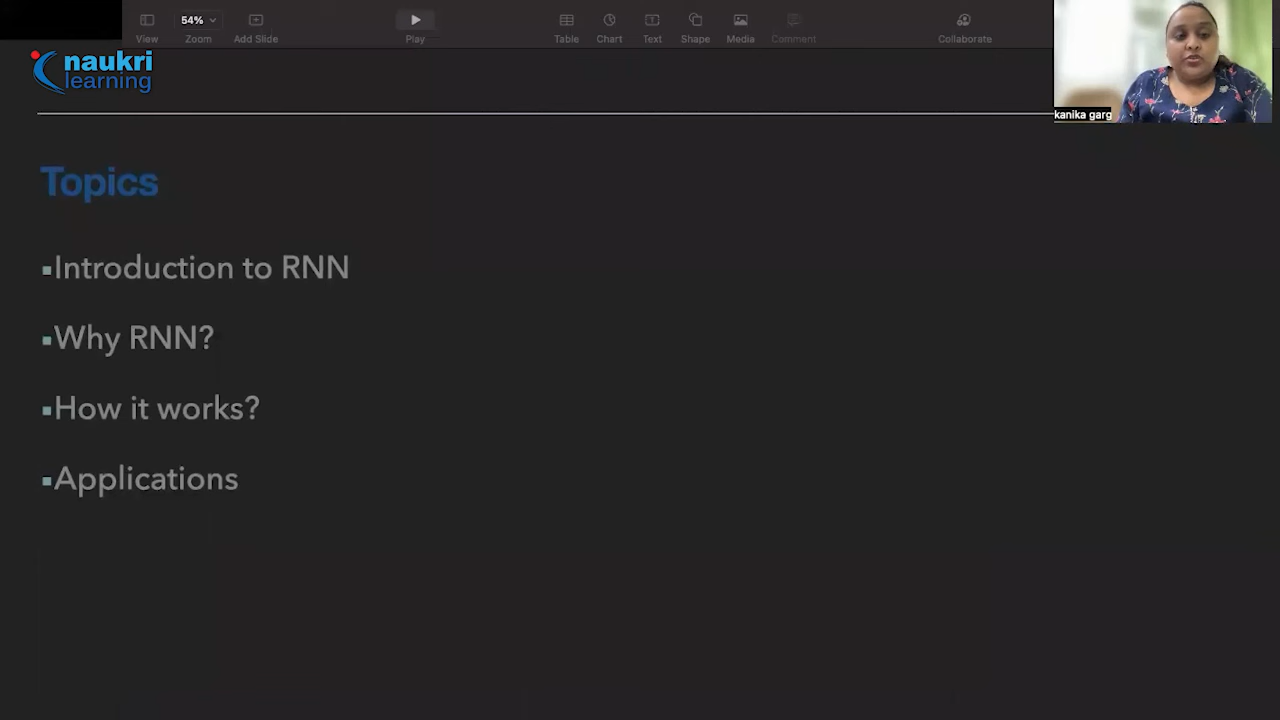 54%
View
Zoom
Add Slide
Play
Table
Chart
Text
Shape
Media
Comment
Collaborate
naukri
learning
kanika garg
Topics
▪Introduction to RNN
▪Why RNN?
▪How it works?
▪Applications